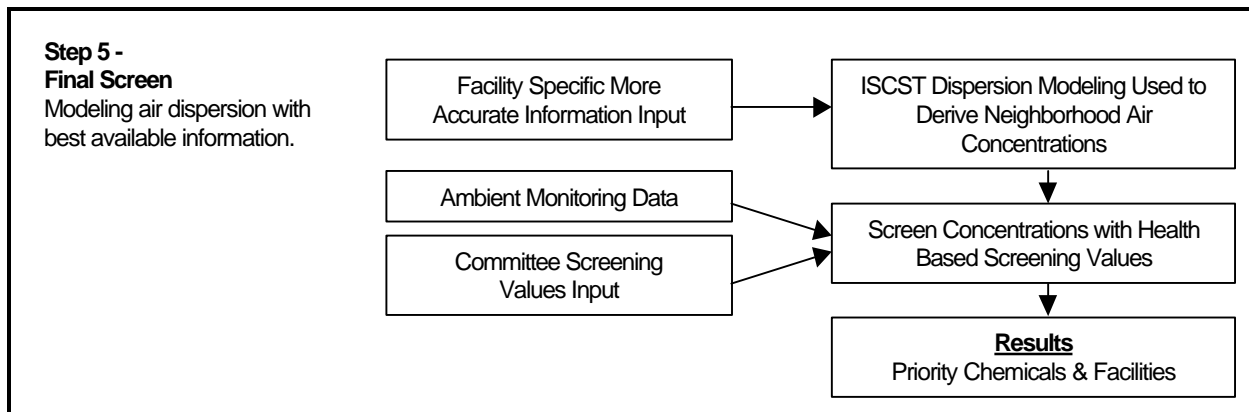 Step 5 -
Final Screen
Modeling air dispersion with
best available information.
Facility Specific More
Accurate Information Input
ISCST Dispersion Modeling Used to
Derive Neighborhood Air
Concentrations
Ambient Monitoring Data
Committee Screening
Values Input
Screen Concentrations with Health
Based Screening Values
Results
Priority Chemicals & Facilities